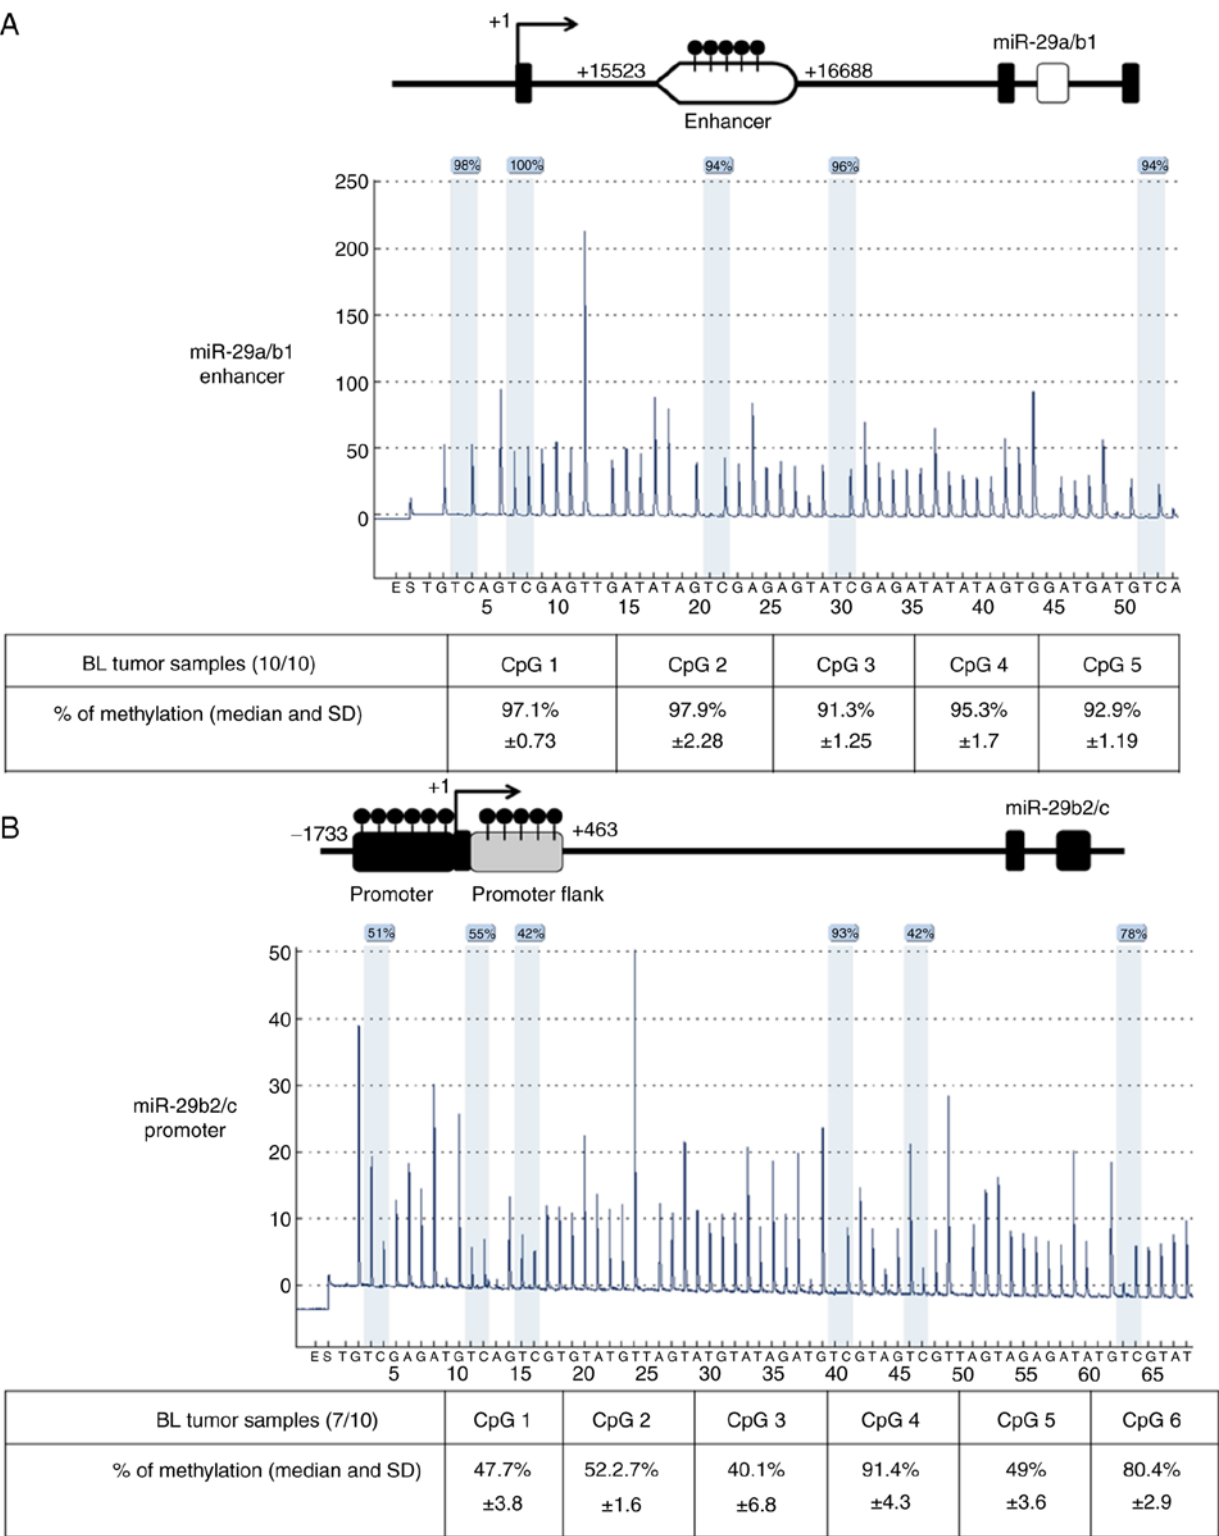 A
+1
miR-29a/b1
+15523
+16688
Enhancer
98% 100% 94% 96% 94%
250
200
150
miR-29a/b1
enhancer
100
50
0
E S T G T C A G T C G A G T T G A T A T A G T C G A G A G T A T C G A G A T A T A T A G T G G A T G A T G T C A
5 10 15 20 25 30 35 40 45 50
BL tumor samples (10/10) CpG 1 CpG 2 CpG 3 CpG 4 CpG 5
% of methylation (median and SD) 97.1% 97.9% 91.3% 95.3% 92.9%
±0.73 ±2.28 ±1.25 ±1.7 ±1.19
B
+1
miR-29b2/c
−1733
+463
Promoter Promoter flank
51% 55% 42% 93% 42% 78%
50
40
30
miR-29b2/c
promoter
20
10
0
E S T G T C G A G A T G T C A G T C G T G T A T G T T A G T A T G T A T A G A T G T C G T A G T C G T T A G T A G A G A T A T G T C G T A T
5 10 15 20 25 30 35 40 45 50 55 60 65
BL tumor samples (7/10) CpG 1 CpG 2 CpG 3 CpG 4 CpG 5 CpG 6
% of methylation (median and SD) 47.7% 52.2.7% 40.1% 91.4% 49% 80.4%
±3.8 ±1.6 ±6.8 ±4.3 ±3.6 ±2.9